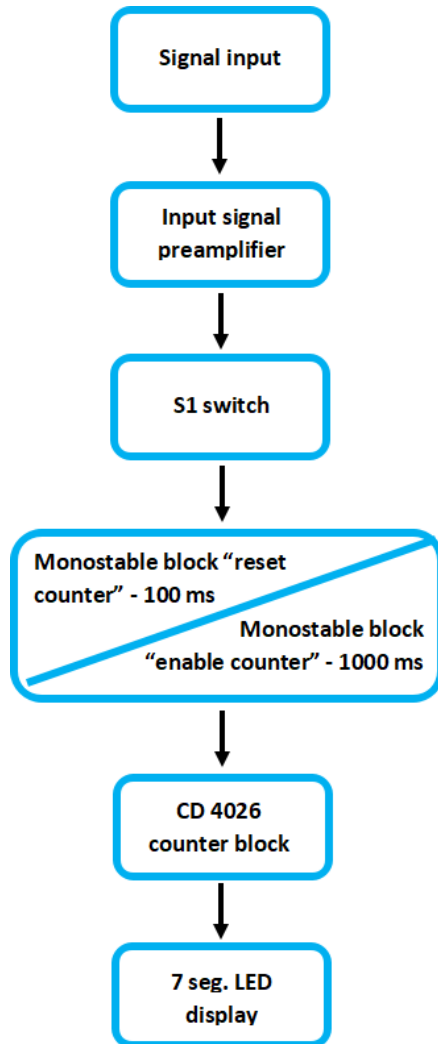 Signal input
Input signal
preamplifier
S1 switch
Monostable block “reset
counter” - 100 ms
Monostable block
“enable counter” - 1000 ms
CD 4026
counter block
7 seg. LED
display